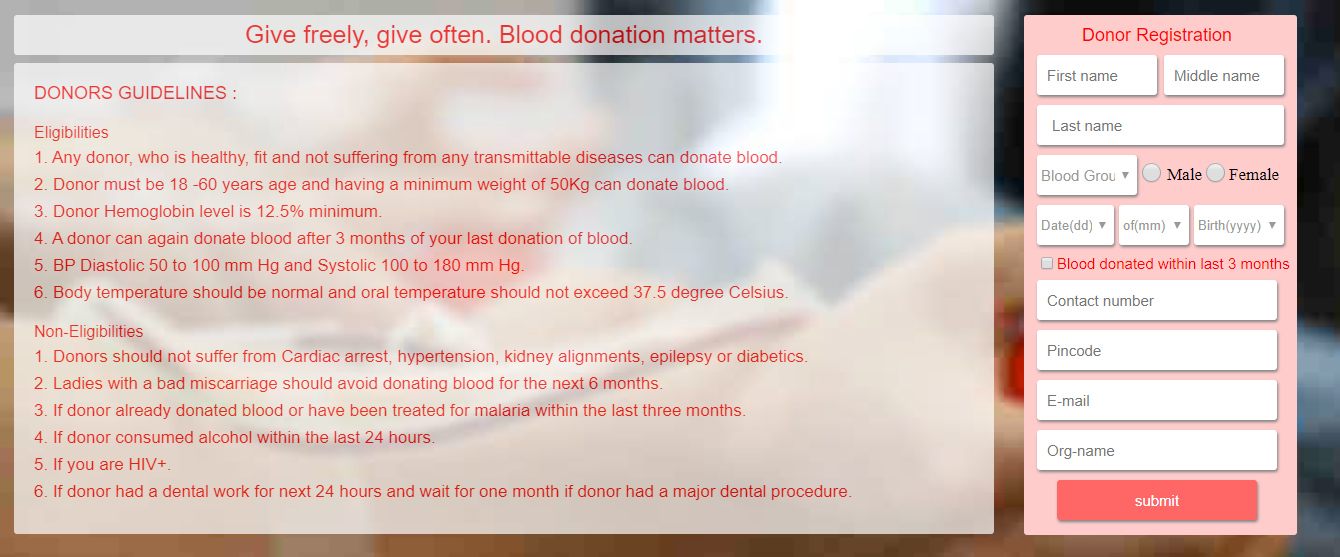 Give freely, give often. Blood donation matters.
DONORS GUIDELINES :
Eligibilities
1. Any donor, who is healthy, fit and not suffering from any transmittable diseases can donate blood.
2. Donor must be 18 -60 years age and having a minimum weight of 50Kg can donate blood.
3. Donor Hemoglobin level is 12.5% minimum.
4. A donor can again donate blood after 3 months of your last donation of blood.
5. BP Diastolic 50 to 100 mm Hg and Systolic 100 to 180 mm Hg.
6. Body temperature should be normal and oral temperature should not exceed 37.5 degree Celsius.
Non-Eligibilities
1. Donors should not suffer from Cardiac arrest, hypertension, kidney alignments, epilepsy or diabetics.
2. Ladies with a bad miscarriage should avoid donating blood for the next 6 months.
3. If donor already donated blood or have been treated for malaria within the last three months.
4. If donor consumed alcohol within the last 24 hours.
5. If you are HIV+.
6. If donor had a dental work for next 24 hours and wait for one month if donor had a major dental procedure.
Donor Registration
First name Middle name
Last name
Blood Grou Male Female
Date(dd) of(mm) Birth(yyyy)
Blood donated within last 3 months
Contact number
Pincode
E-mail
Org-name
submit